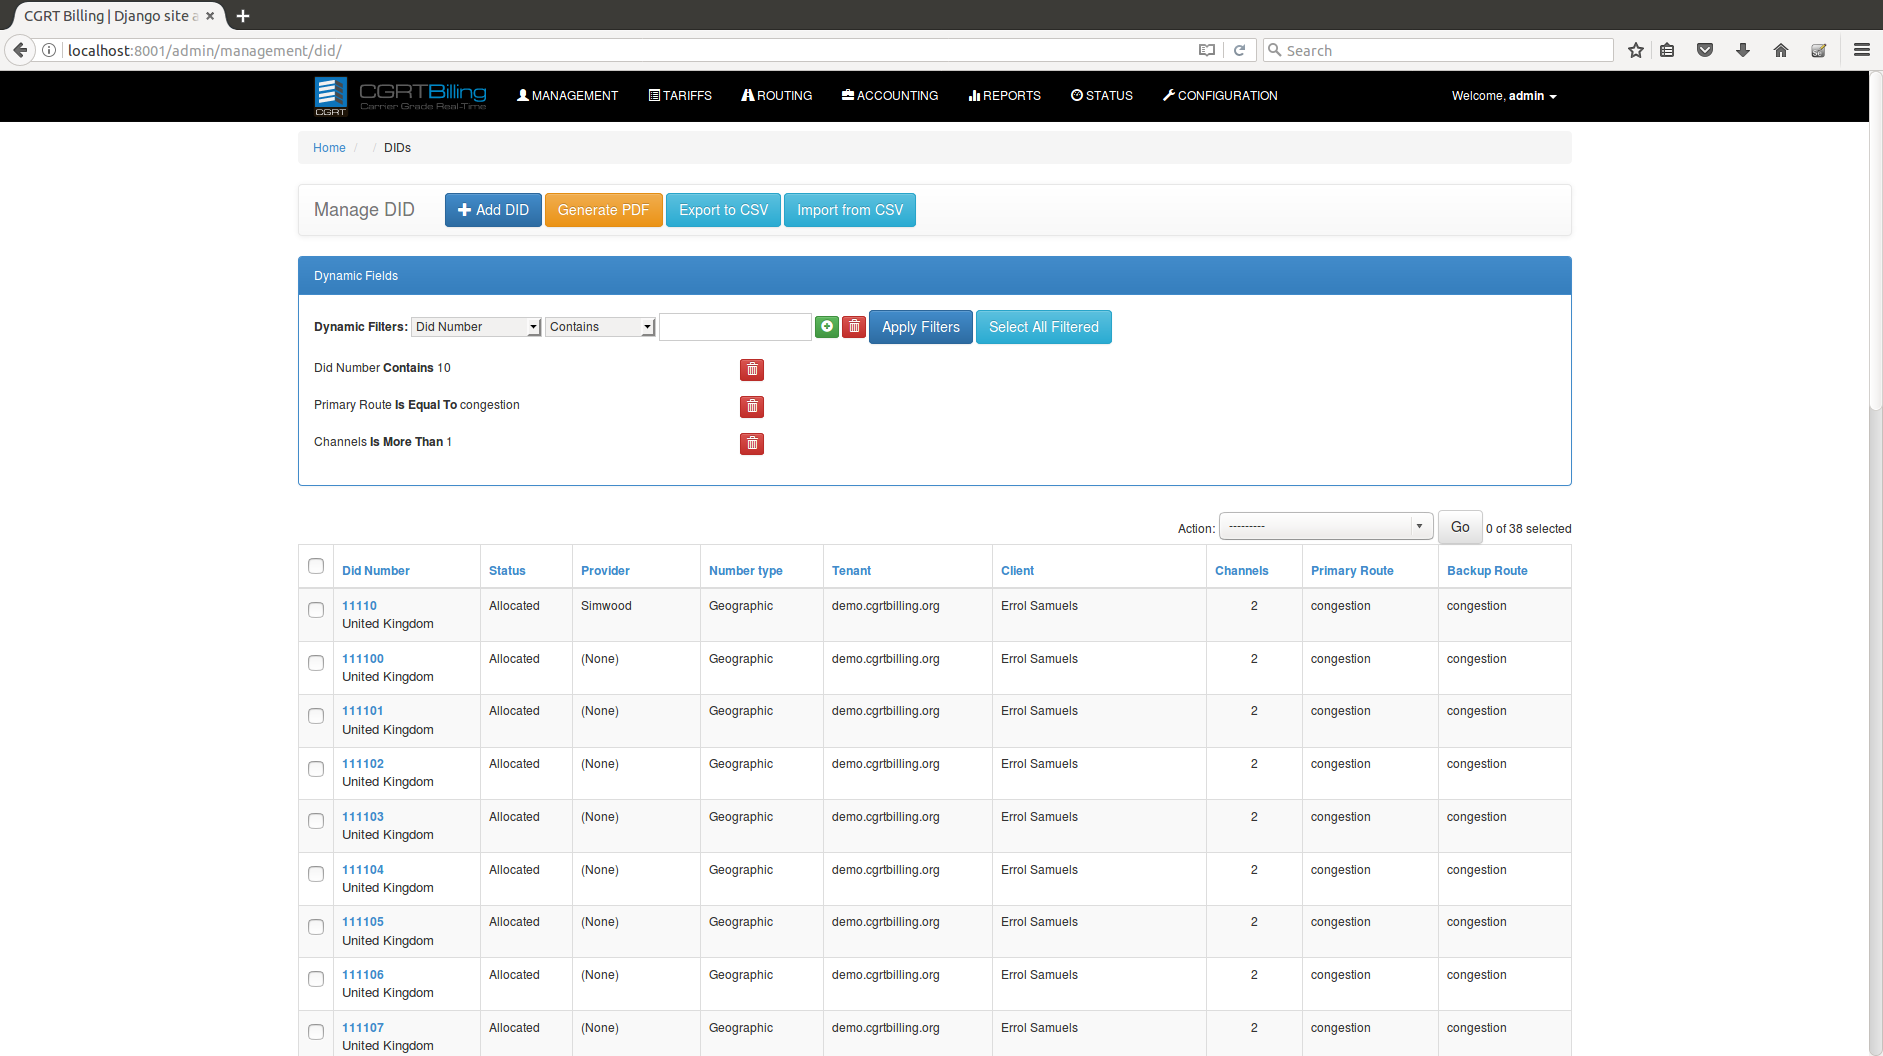 CGRT Billing | Django site a
localhost:8001/admin/management/did/
Search
CGRT
CGRTBilling
Carrier Grade Real-Time
MANAGEMENT TARIFFS ROUTING ACCOUNTING REPORTS STATUS CONFIGURATION Welcome, admin
Home / / DIDs
Manage DID Add DID Generate PDF Export to CSV Import from CSV
Dynamic Fields
Dynamic Filters: Did Number Contains Apply Filters Select All Filtered
Did Number Contains 10
Primary Route Is Equal To congestion
Channels Is More Than 1
Action: --------- Go 0 of 38 selected
Did Number Status Provider Number type Tenant Client Channels Primary Route Backup Route
11110 Allocated Simwood Geographic demo.cgrtbilling.org Errol Samuels 2 congestion congestion
United Kingdom
111100 Allocated (None) Geographic demo.cgrtbilling.org Errol Samuels 2 congestion congestion
United Kingdom
111101 Allocated (None) Geographic demo.cgrtbilling.org Errol Samuels 2 congestion congestion
United Kingdom
111102 Allocated (None) Geographic demo.cgrtbilling.org Errol Samuels 2 congestion congestion
United Kingdom
111103 Allocated (None) Geographic demo.cgrtbilling.org Errol Samuels 2 congestion congestion
United Kingdom
111104 Allocated (None) Geographic demo.cgrtbilling.org Errol Samuels 2 congestion congestion
United Kingdom
111105 Allocated (None) Geographic demo.cgrtbilling.org Errol Samuels 2 congestion congestion
United Kingdom
111106 Allocated (None) Geographic demo.cgrtbilling.org Errol Samuels 2 congestion congestion
United Kingdom
111107 Allocated (None) Geographic demo.cgrtbilling.org Errol Samuels 2 congestion congestion
United Kingdom